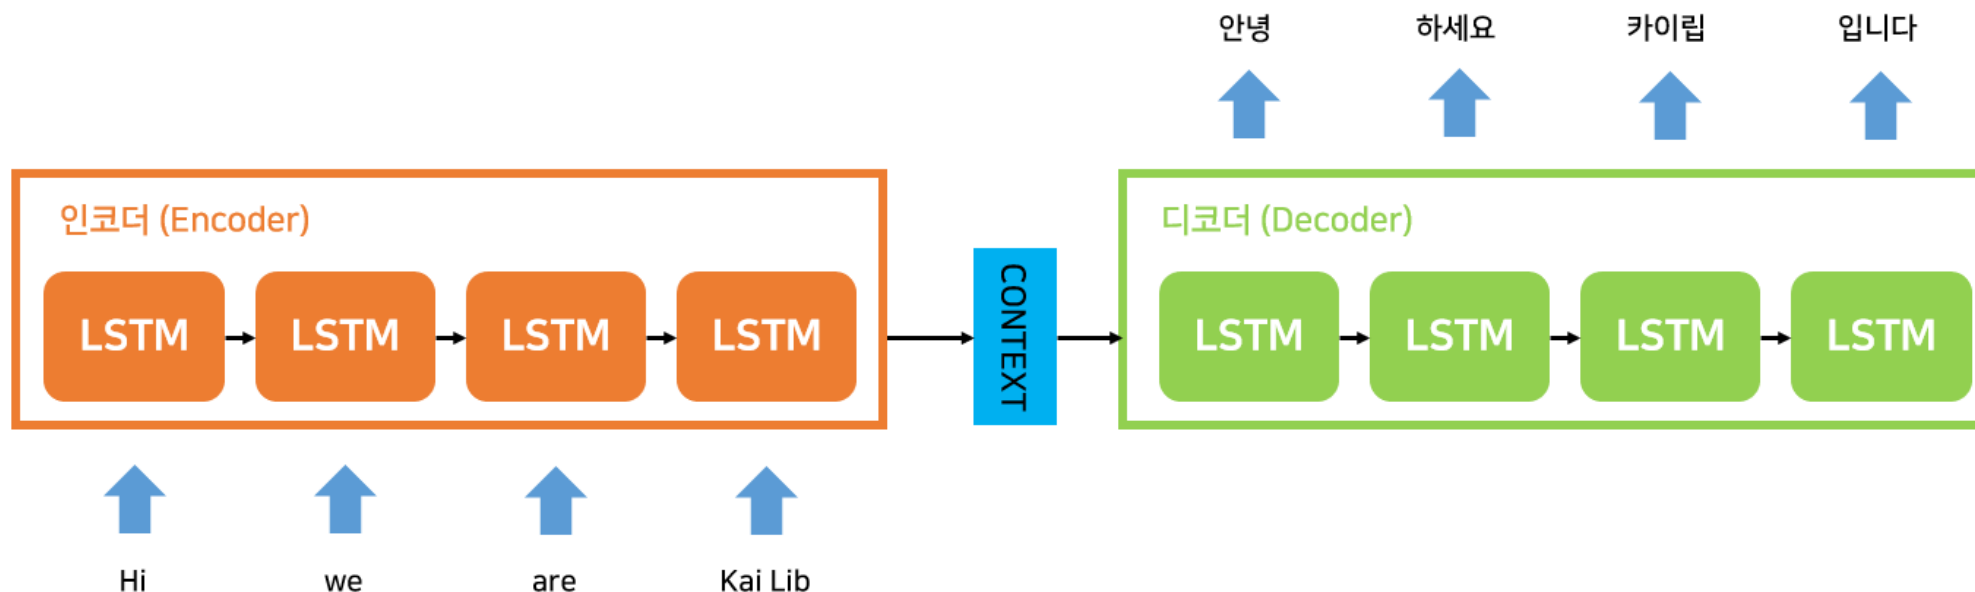 안녕 하세요 카이립 입니다
인코더 (Encoder)
LSTM LSTM LSTM LSTM
CONTEXT
디코더 (Decoder)
LSTM LSTM LSTM LSTM
Hi we are Kai Lib